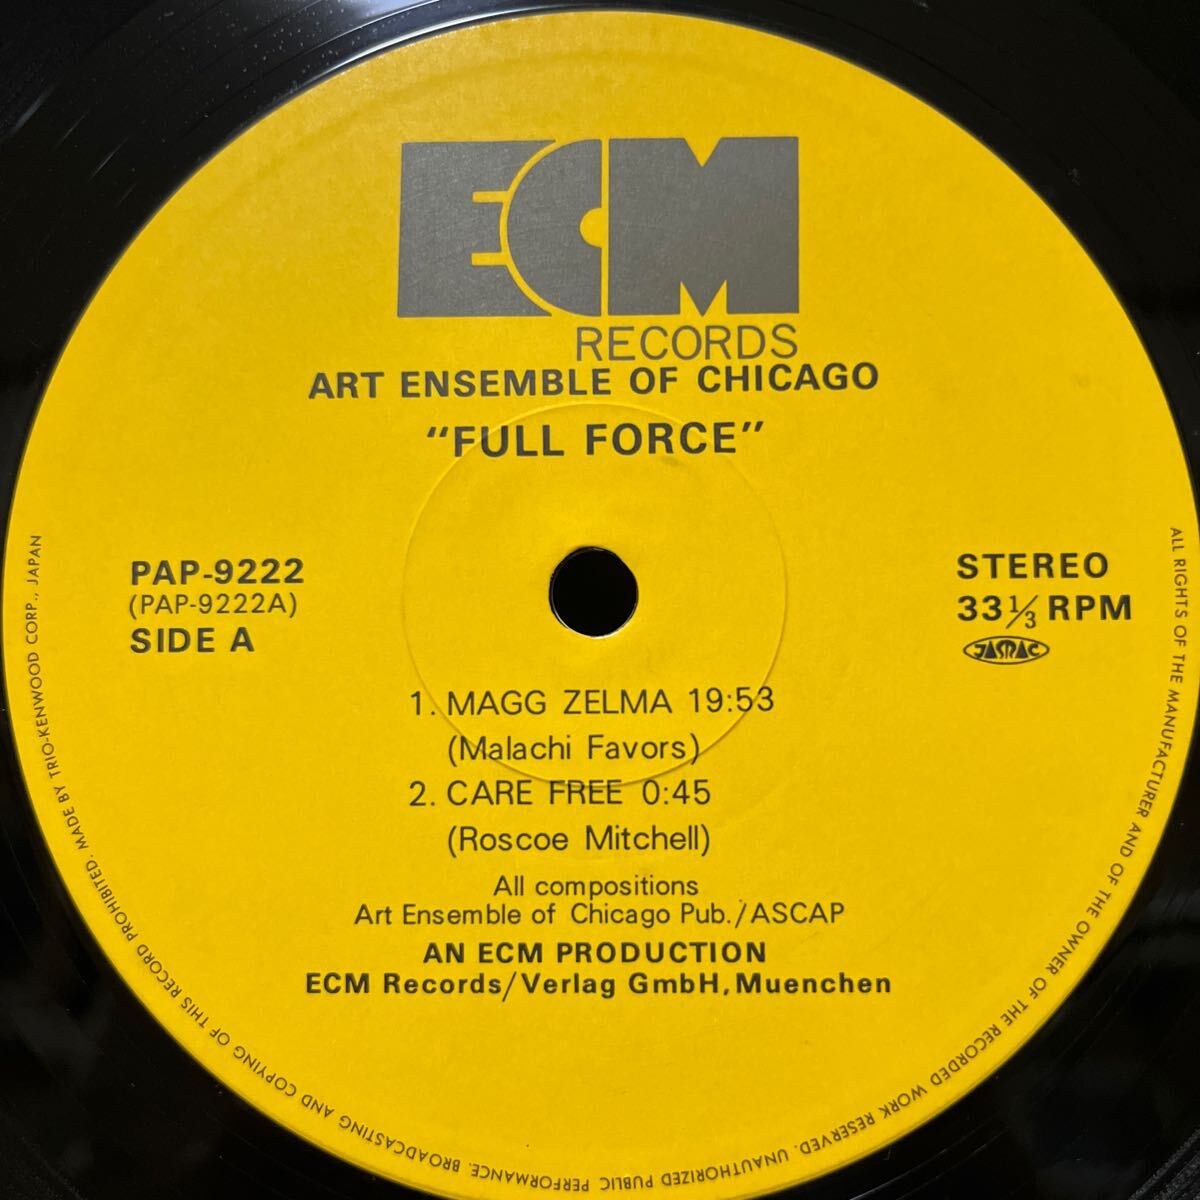 ECM
RECORDS
ART ENSEMBLE OF CHICAGO
“FULL FORCE”
PAP-9222
(PAP-9222A)
SIDE A
STEREO
33 1/3 RPM
JASRAC
1. MAGG ZELMA 19:53
(Malachi Favors)
2. CARE FREE 0:45
(Roscoe Mitchell)
All compositions
Art Ensemble of Chicago Pub./ASCAP
AN ECM PRODUCTION
ECM Records/Verlag GmbH, Muenchen
ALL RIGHTS OF THE MANUFACTURER AND OF THE OWNER OF THE RECORDED WORK RESERVED. UNAUTHORIZED PUBLIC PERFORMANCE. BROADCASTING AND COPYING OF THIS RECORD PROHIBITED. MADE BY TRIO-KENWOOD CORP., JAPAN